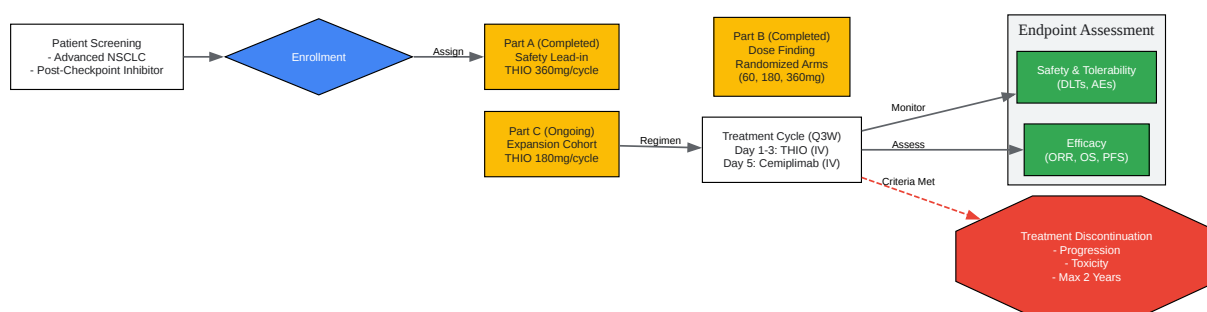 Patient Screening
- Advanced NSCLC
- Post-Checkpoint Inhibitor
Enrollment
Assign
Part A (Completed)
Safety Lead-in
THIO 360mg/cycle
Part B (Completed)
Dose Finding
Randomized Arms
(60, 180, 360mg)
Part C (Ongoing)
Expansion Cohort
THIO 180mg/cycle
Regimen
Treatment Cycle (Q3W)
Day 1-3: THIO (IV)
Day 5: Cemiplimab (IV)
Monitor
Assess
Criteria Met
Endpoint Assessment
Safety & Tolerability
(DLTs, AEs)
Efficacy
(ORR, OS, PFS)
Treatment Discontinuation
- Progression
- Toxicity
- Max 2 Years